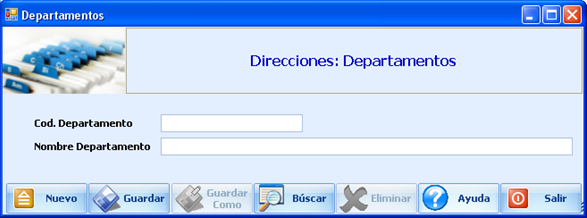 Departamentos
Direcciones: Departamentos
Cod. Departamento
Nombre Departamento
Nuevo
Guardar
Guardar
Como
Búscar
Eliminar
Ayuda
Salir